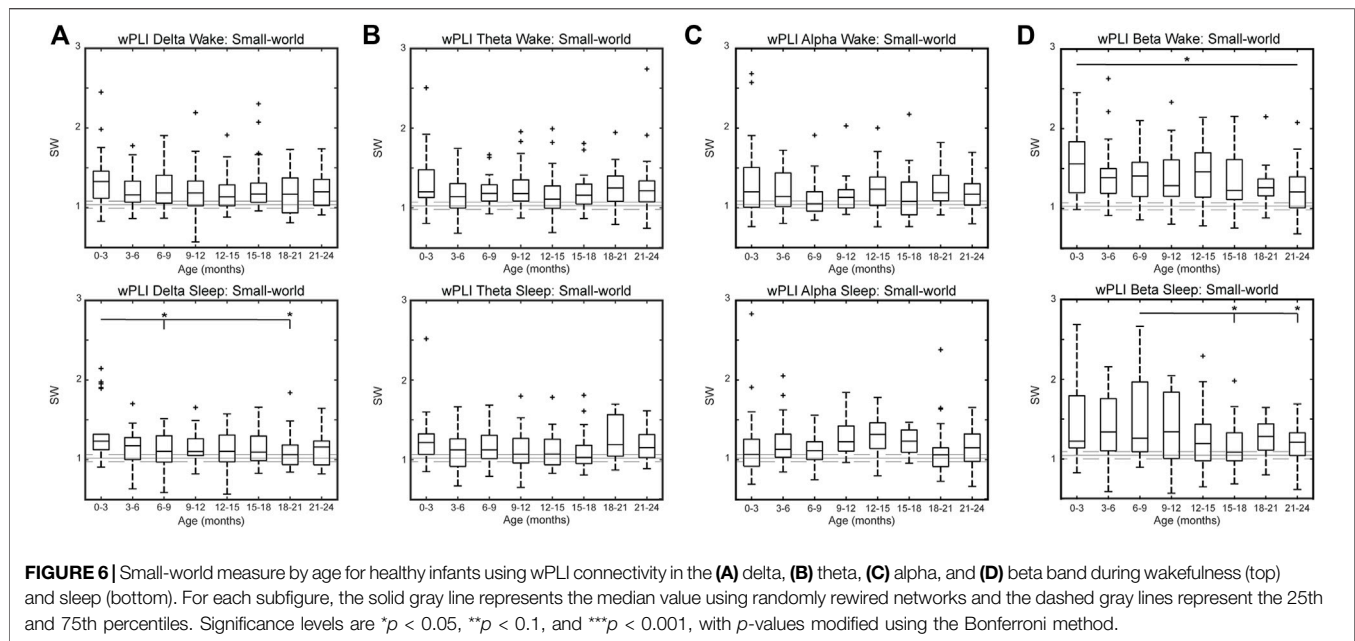 A wPLI Delta Wake: Small-world
3
2
1
SW
0-3 3-6 6-9 9-12 12-15 15-18 18-21 21-24
Age (months)
B wPLI Theta Wake: Small-world
3
2
1
SW
0-3 3-6 6-9 9-12 12-15 15-18 18-21 21-24
Age (months)
C wPLI Alpha Wake: Small-world
3
2
1
SW
0-3 3-6 6-9 9-12 12-15 15-18 18-21 21-24
Age (months)
D wPLI Beta Wake: Small-world
3
*
2
1
SW
0-3 3-6 6-9 9-12 12-15 15-18 18-21 21-24
Age (months)
wPLI Delta Sleep: Small-world
3
* *
2
1
SW
0-3 3-6 6-9 9-12 12-15 15-18 18-21 21-24
Age (months)
wPLI Theta Sleep: Small-world
3
2
1
SW
0-3 3-6 6-9 9-12 12-15 15-18 18-21 21-24
Age (months)
wPLI Alpha Sleep: Small-world
3
2
1
SW
0-3 3-6 6-9 9-12 12-15 15-18 18-21 21-24
Age (months)
wPLI Beta Sleep: Small-world
3
* *
2
1
SW
0-3 3-6 6-9 9-12 12-15 15-18 18-21 21-24
Age (months)
FIGURE 6 | Small-world measure by age for healthy infants using wPLI connectivity in the (A) delta, (B) theta, (C) alpha, and (D) beta band during wakefulness (top)
and sleep (bottom). For each subfigure, the solid gray line represents the median value using randomly rewired networks and the dashed gray lines represent the 25th
and 75th percentiles. Significance levels are *p < 0.05, **p < 0.1, and ***p < 0.001, with p-values modified using the Bonferroni method.